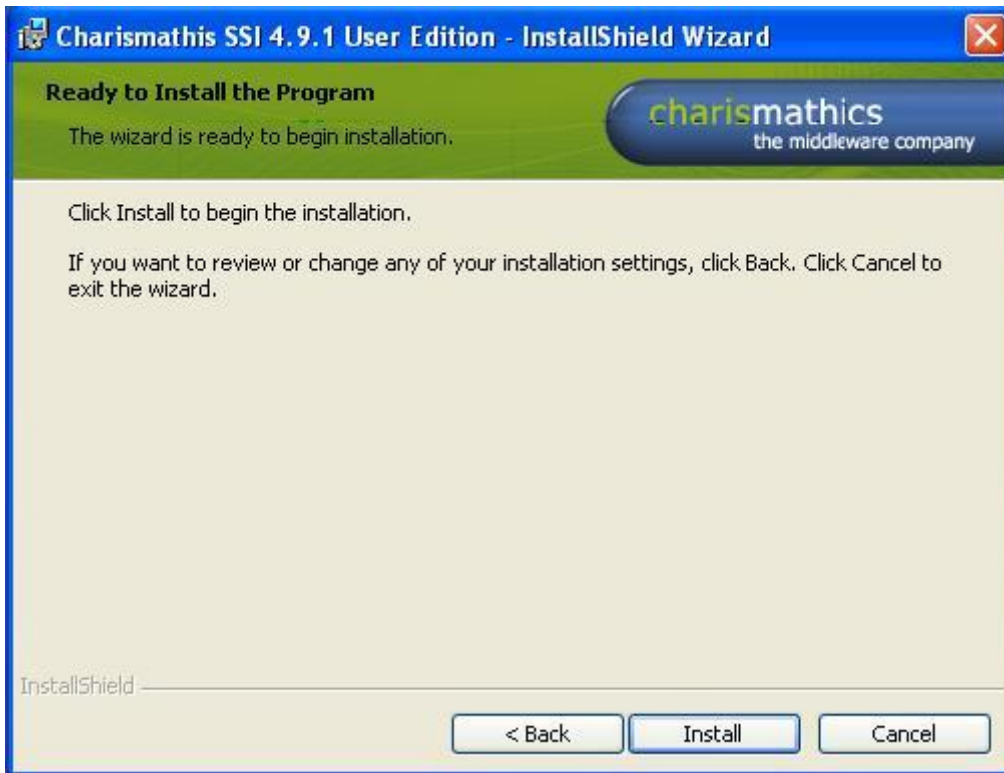 Charismathis SSI 4.9.1 User Edition - InstallShield Wizard
Ready to Install the Program
The wizard is ready to begin installation.
charismathics
the middleware company
Click Install to begin the installation.
If you want to review or change any of your installation settings, click Back. Click Cancel to
exit the wizard.
InstallShield
< Back
Install
Cancel